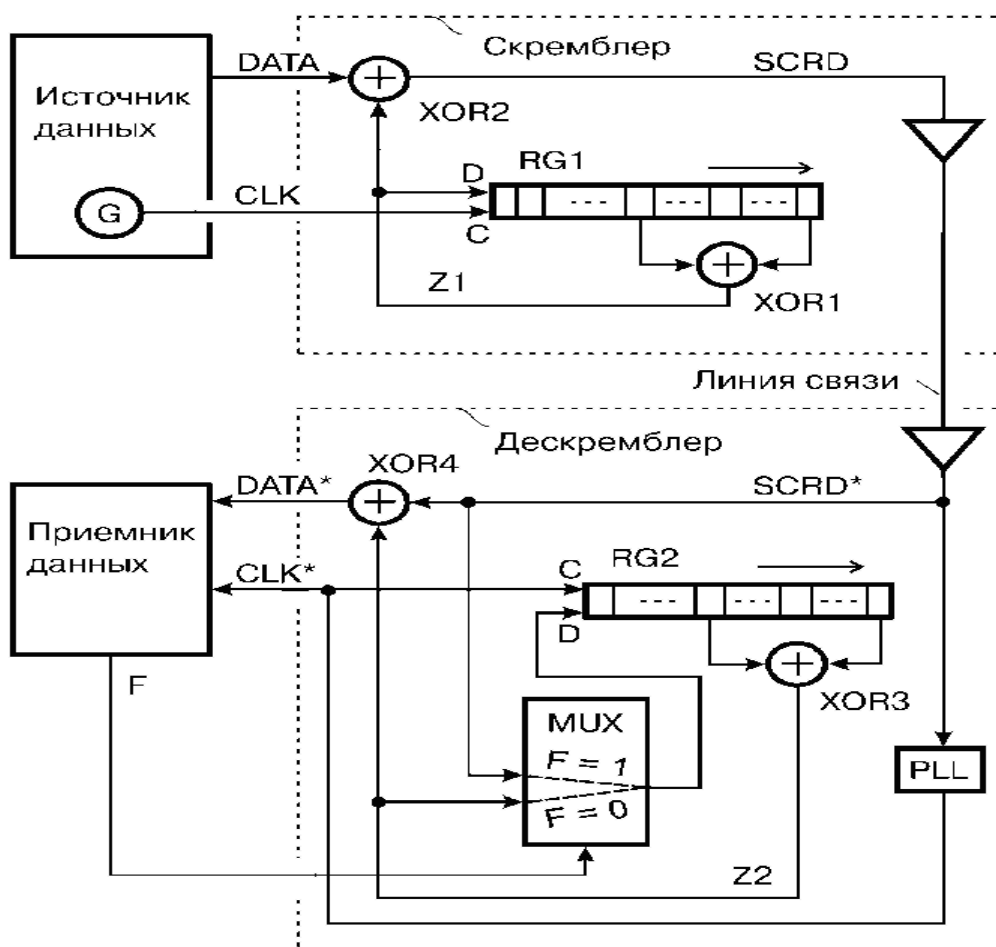 Скремблер
DATA
SCRD
Источник
данных
XOR2
RG1
D
G
CLK
C
Z1
XOR1
Линия связи
Дескремблер
XOR4
DATA*
SCRD*
Приемник
данных
RG2
CLK*
C
D
F
XOR3
MUX
F = 1
F = 0
PLL
Z2